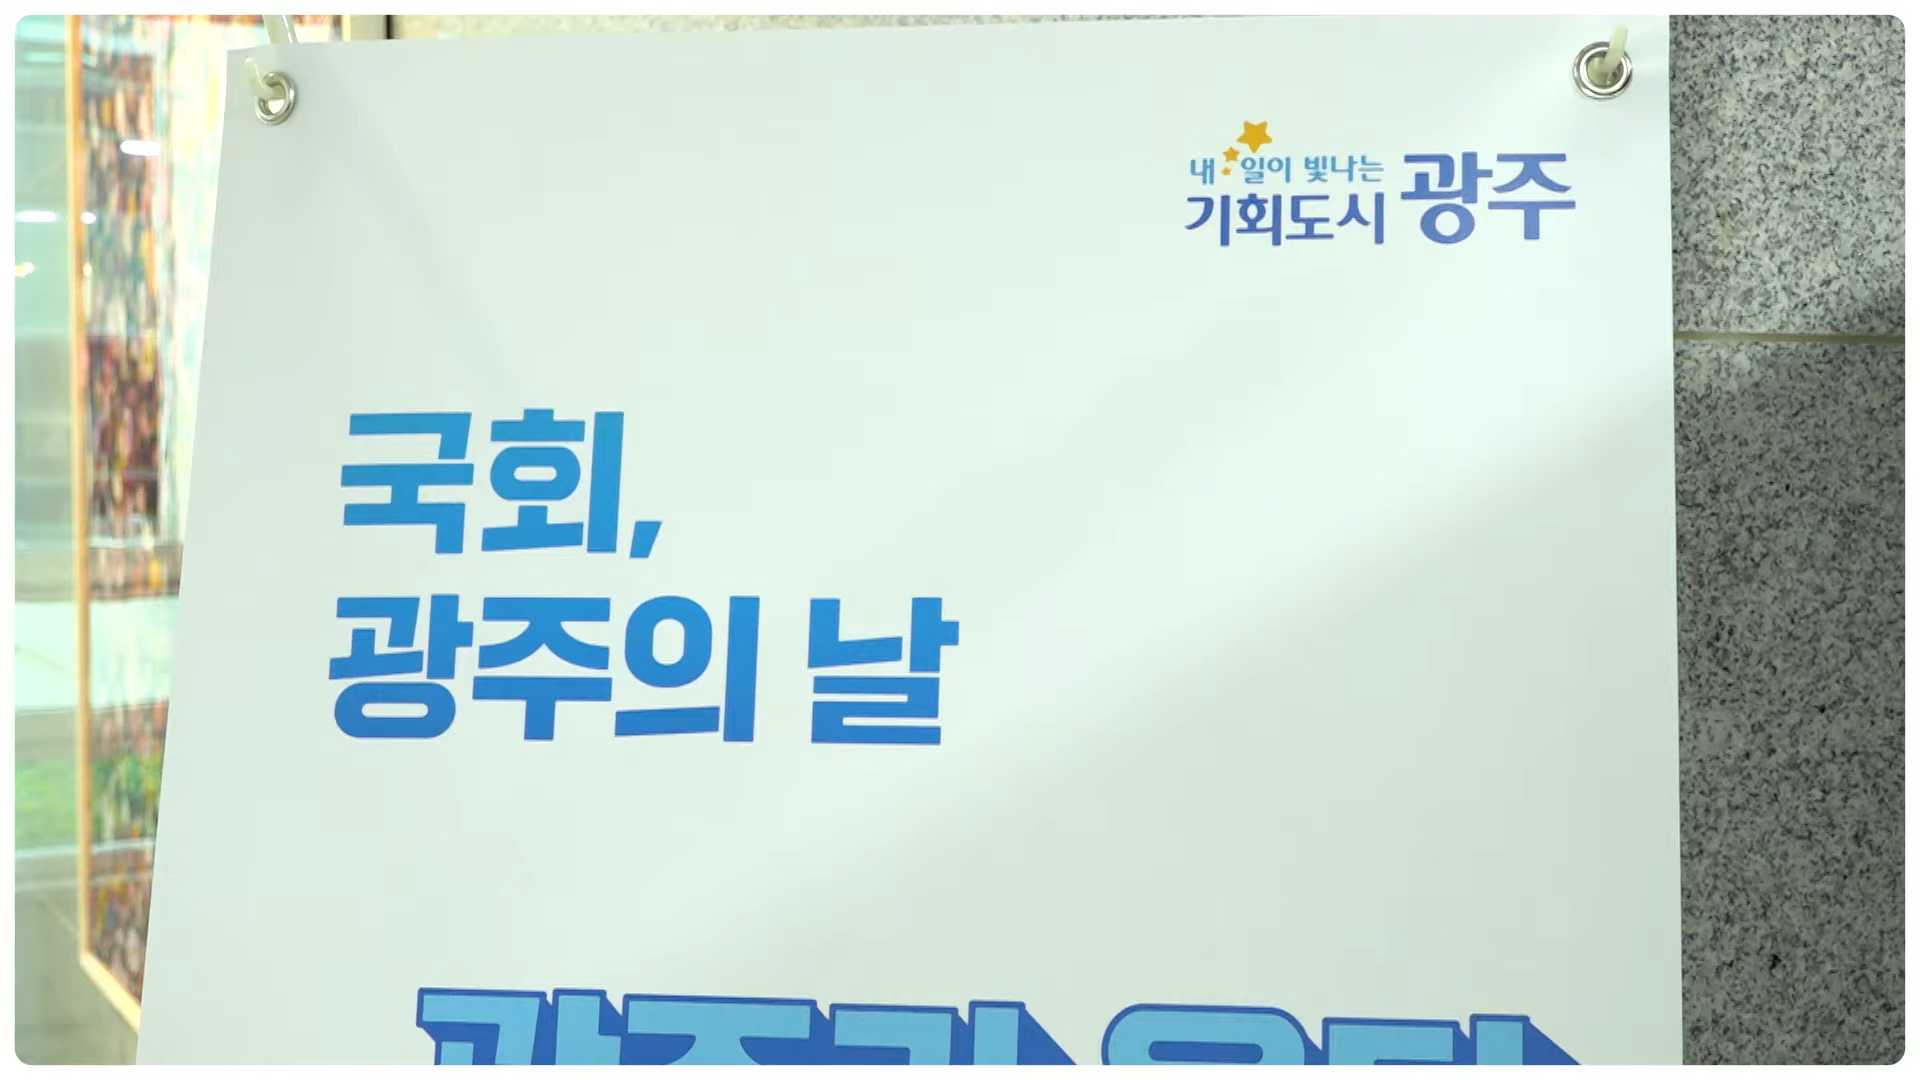 내☆일이 빛나는
기회도시 광주
국회,
광주의 날